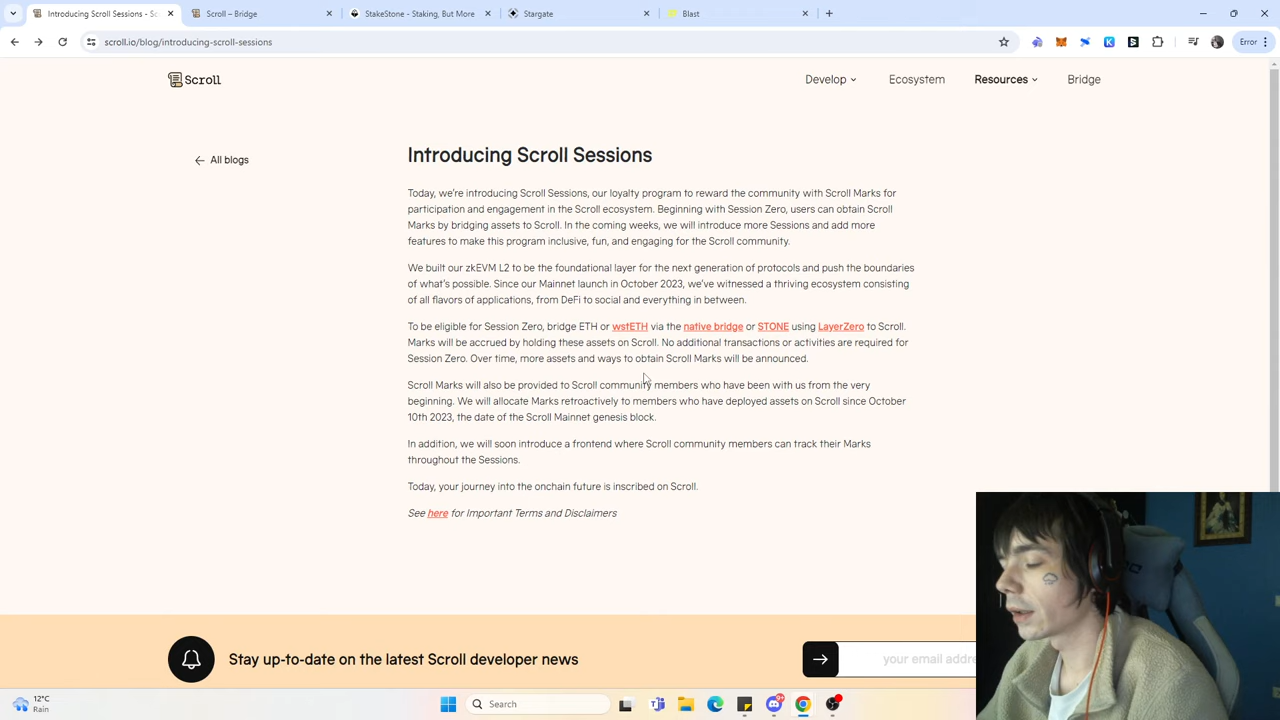 Introducing Scroll Sessions - Sc
Scroll – Bridge
StakeStone - Staking, But More
Stargate
Blast
scroll.io/blog/introducing-scroll-sessions
Error
Scroll
Develop
Ecosystem
Resources
Bridge
All blogs
Introducing Scroll Sessions
Today, we're introducing Scroll Sessions, our loyalty program to reward the community with Scroll Marks for
participation and engagement in the Scroll ecosystem. Beginning with Session Zero, users can obtain Scroll
Marks by bridging assets to Scroll. In the coming weeks, we will introduce more Sessions and add more
features to make this program inclusive, fun, and engaging for the Scroll community.
We built our zkEVM L2 to be the foundational layer for the next generation of protocols and push the boundaries
of what's possible. Since our Mainnet launch in October 2023, we've witnessed a thriving ecosystem consisting
of all flavors of applications, from DeFi to social and everything in between.
To be eligible for Session Zero, bridge ETH or wstETH via the native bridge or STONE using LayerZero to Scroll.
Marks will be accrued by holding these assets on Scroll. No additional transactions or activities are required for
Session Zero. Over time, more assets and ways to obtain Scroll Marks will be announced.
Scroll Marks will also be provided to Scroll community members who have been with us from the very
beginning. We will allocate Marks retroactively to members who have deployed assets on Scroll since October
10th 2023, the date of the Scroll Mainnet genesis block.
In addition, we will soon introduce a frontend where Scroll community members can track their Marks
throughout the Sessions.
Today, your journey into the onchain future is inscribed on Scroll.
See here for Important Terms and Disclaimers
Stay up-to-date on the latest Scroll developer news
your email addre
12°C
Rain
Search